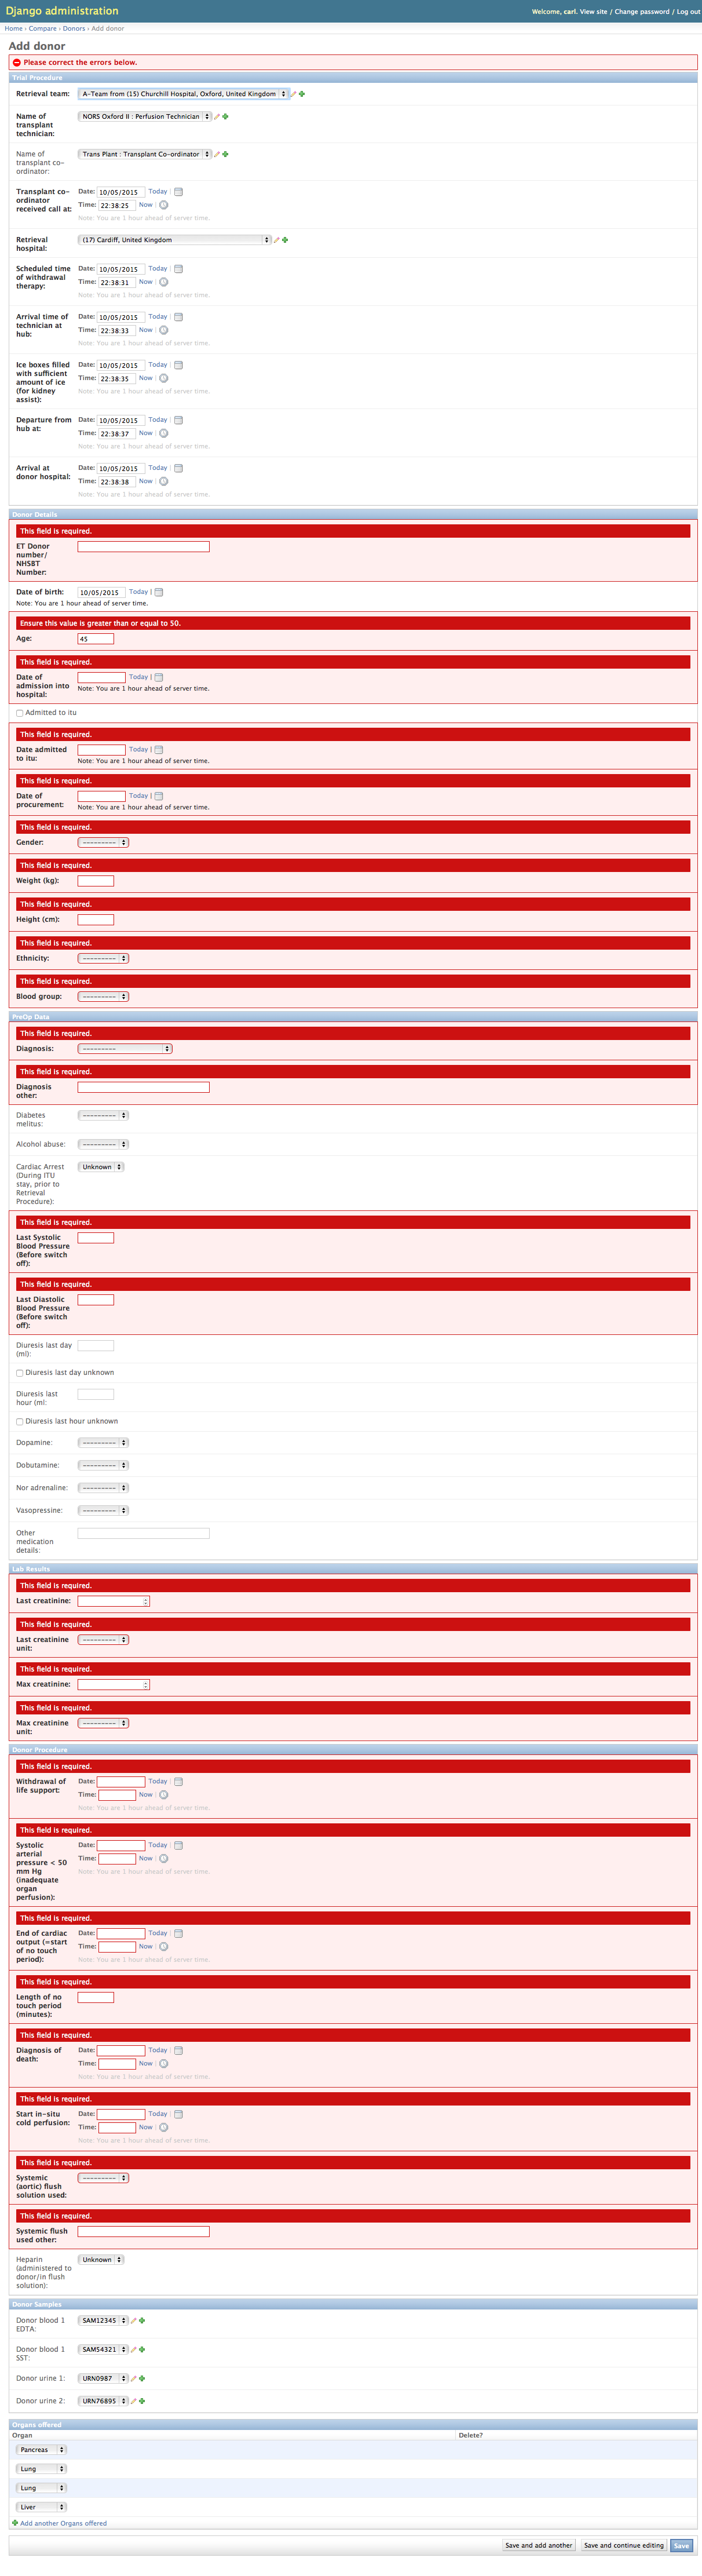 Django administration
Welcome, carl. View site / Change password / Log out
Home › Compare › Donors › Add donor
Add donor
Please correct the errors below.
Trial Procedure
Retrieval team: A-Team from (15) Churchill Hospital, Oxford, United Kingdom
Name of transplant technician: NORS Oxford II : Perfusion Technician
Name of transplant co-ordinator: Trans Plant : Transplant Co-ordinator
Transplant co-ordinator received call at:
Date: 10/05/2015 Today |
Time: 22:38:25 Now |
Note: You are 1 hour ahead of server time.
Retrieval hospital: (17) Cardiff, United Kingdom
Scheduled time of withdrawal therapy:
Date: 10/05/2015 Today |
Time: 22:38:31 Now |
Note: You are 1 hour ahead of server time.
Arrival time of technician at hub:
Date: 10/05/2015 Today |
Time: 22:38:33 Now |
Note: You are 1 hour ahead of server time.
Ice boxes filled with sufficient amount of ice (for kidney assist):
Date: 10/05/2015 Today |
Time: 22:38:35 Now |
Note: You are 1 hour ahead of server time.
Departure from hub at:
Date: 10/05/2015 Today |
Time: 22:38:37 Now |
Note: You are 1 hour ahead of server time.
Arrival at donor hospital:
Date: 10/05/2015 Today |
Time: 22:38:38 Now |
Note: You are 1 hour ahead of server time.
Donor Details
This field is required.
ET Donor number/ NHSBT Number:
Date of birth: 10/05/2015 Today |
Note: You are 1 hour ahead of server time.
Ensure this value is greater than or equal to 50.
Age: 45
This field is required.
Date of admission into hospital: Today |
Note: You are 1 hour ahead of server time.
Admitted to itu
This field is required.
Date admitted to itu: Today |
Note: You are 1 hour ahead of server time.
This field is required.
Date of procurement: Today |
Note: You are 1 hour ahead of server time.
This field is required.
Gender: ---------
This field is required.
Weight (kg):
This field is required.
Height (cm):
This field is required.
Ethnicity: ---------
This field is required.
Blood group: ---------
PreOp Data
This field is required.
Diagnosis: ---------
This field is required.
Diagnosis other:
Diabetes melitus: ---------
Alcohol abuse: ---------
Cardiac Arrest (During ITU stay, prior to Retrieval Procedure): Unknown
This field is required.
Last Systolic Blood Pressure (Before switch off):
This field is required.
Last Diastolic Blood Pressure (Before switch off):
Diuresis last day (ml):
Diuresis last day unknown
Diuresis last hour (ml:
Diuresis last hour unknown
Dopamine: ---------
Dobutamine: ---------
Nor adrenaline: ---------
Vasopressine: ---------
Other medication details:
Lab Results
This field is required.
Last creatinine:
This field is required.
Last creatinine unit: ---------
This field is required.
Max creatinine:
This field is required.
Max creatinine unit: ---------
Donor Procedure
This field is required.
Withdrawal of life support:
Date: Today |
Time: Now |
Note: You are 1 hour ahead of server time.
This field is required.
Systolic arterial pressure < 50 mm Hg (inadequate organ perfusion):
Date: Today |
Time: Now |
Note: You are 1 hour ahead of server time.
This field is required.
End of cardiac output (=start of no touch period):
Date: Today |
Time: Now |
Note: You are 1 hour ahead of server time.
This field is required.
Length of no touch period (minutes):
This field is required.
Diagnosis of death:
Date: Today |
Time: Now |
Note: You are 1 hour ahead of server time.
This field is required.
Start in-situ cold perfusion:
Date: Today |
Time: Now |
Note: You are 1 hour ahead of server time.
This field is required.
Systemic (aortic) flush solution used: ---------
This field is required.
Systemic flush used other:
Heparin (administered to donor/in flush solution): Unknown
Donor Samples
Donor blood 1 EDTA: SAM12345
Donor blood 1 SST: SAM54321
Donor urine 1: URN0987
Donor urine 2: URN76895
Organs offered
Organ Delete?
Pancreas
Lung
Lung
Liver
Add another Organs offered
Save and add another Save and continue editing Save